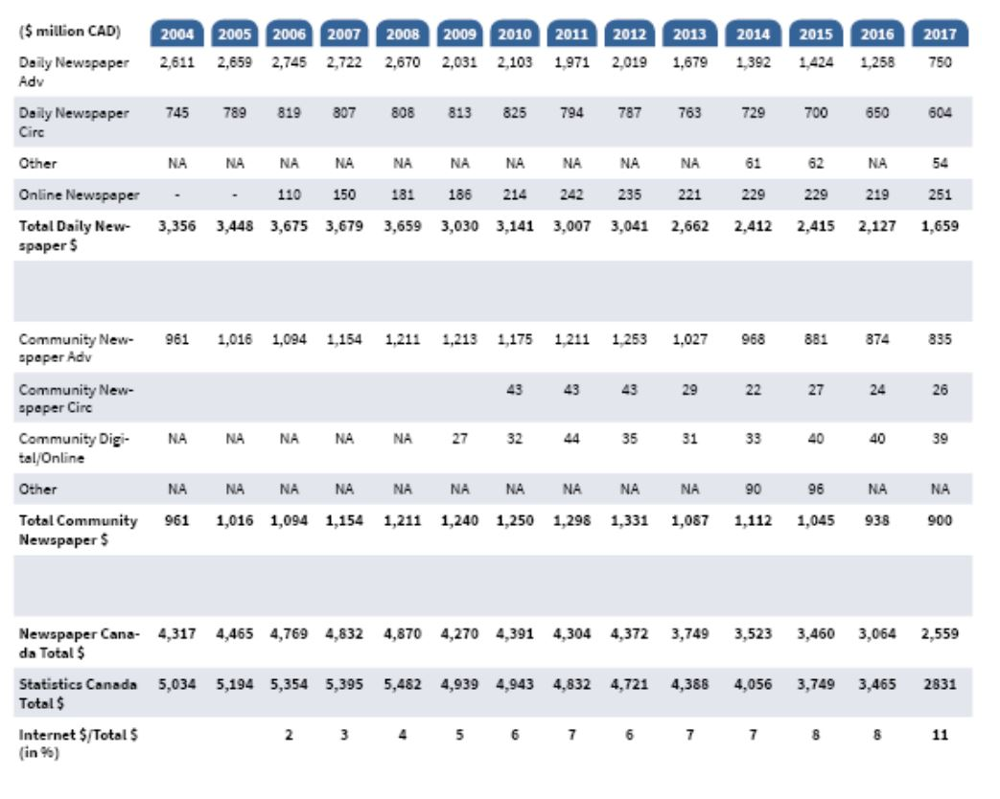 ($ million CAD) 2004 2005 2006 2007 2008 2009 2010 2011 2012 2013 2014 2015 2016 2017
Daily Newspaper 2,611 2,659 2,745 2,722 2,670 2,031 2,103 1,971 2,019 1,679 1,392 1,424 1,258 750
Adv
Daily Newspaper 745 789 819 807 808 813 825 794 787 763 729 700 650 604
Circ
Other NA NA NA NA NA NA NA NA NA NA 61 62 NA 54
Online Newspaper - - 110 150 181 186 214 242 235 221 229 229 219 251
Total Daily New- 3,356 3,448 3,675 3,679 3,659 3,030 3,141 3,007 3,041 2,662 2,412 2,415 2,127 1,659
spaper $
Community New- 961 1,016 1,094 1,154 1,211 1,213 1,175 1,211 1,253 1,027 968 881 874 835
spaper Adv
Community New- 43 43 43 29 22 27 24 26
spaper Circ
Community Digi- NA NA NA NA NA 27 32 44 35 31 33 40 40 39
tal/Online
Other NA NA NA NA NA NA NA NA NA NA 90 96 NA NA
Total Community 961 1,016 1,094 1,154 1,211 1,240 1,250 1,298 1,331 1,087 1,112 1,045 938 900
Newspaper $
Newspaper Cana- 4,317 4,465 4,769 4,832 4,870 4,270 4,391 4,304 4,372 3,749 3,523 3,460 3,064 2,559
da Total $
Statistics Canada 5,034 5,194 5,354 5,395 5,482 4,939 4,943 4,832 4,721 4,388 4,056 3,749 3,465 2831
Total $
Internet $/Total $ 2 3 4 5 6 7 6 7 7 8 8 11
(in %)